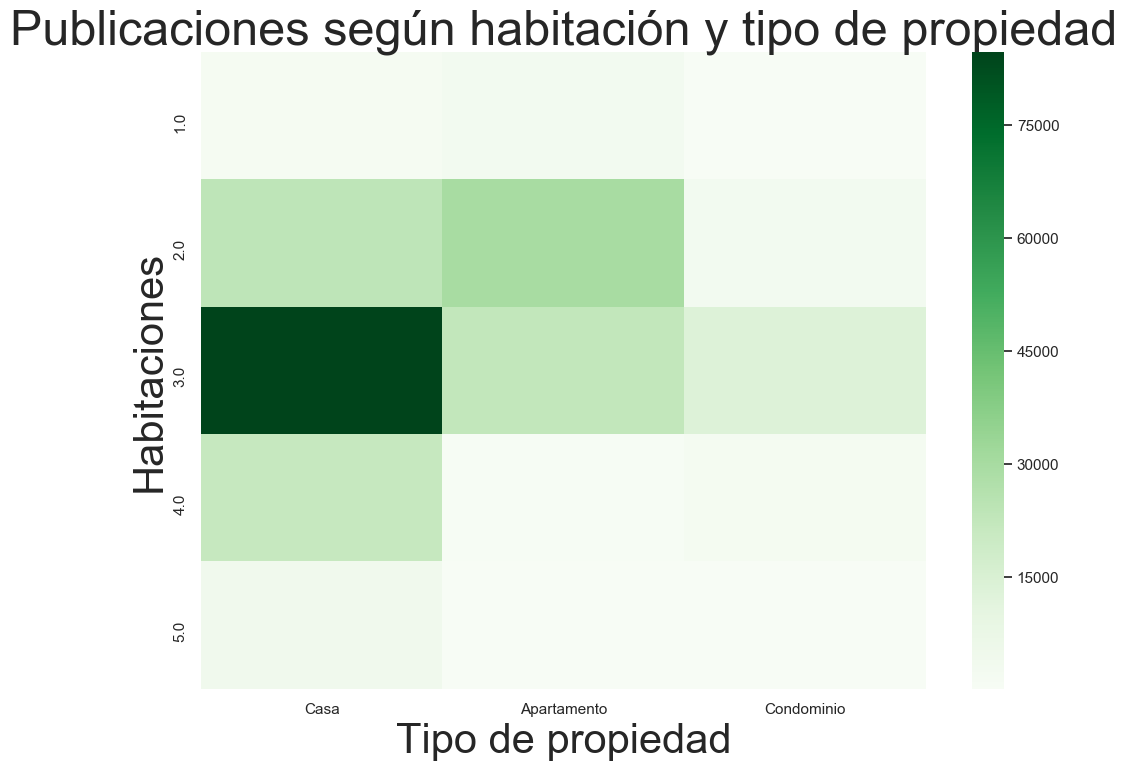 Publicaciones según habitación y tipo de propiedad
Habitaciones
1.0
2.0
3.0
4.0
5.0
Casa
Apartamento
Condominio
Tipo de propiedad
75000
60000
45000
30000
15000